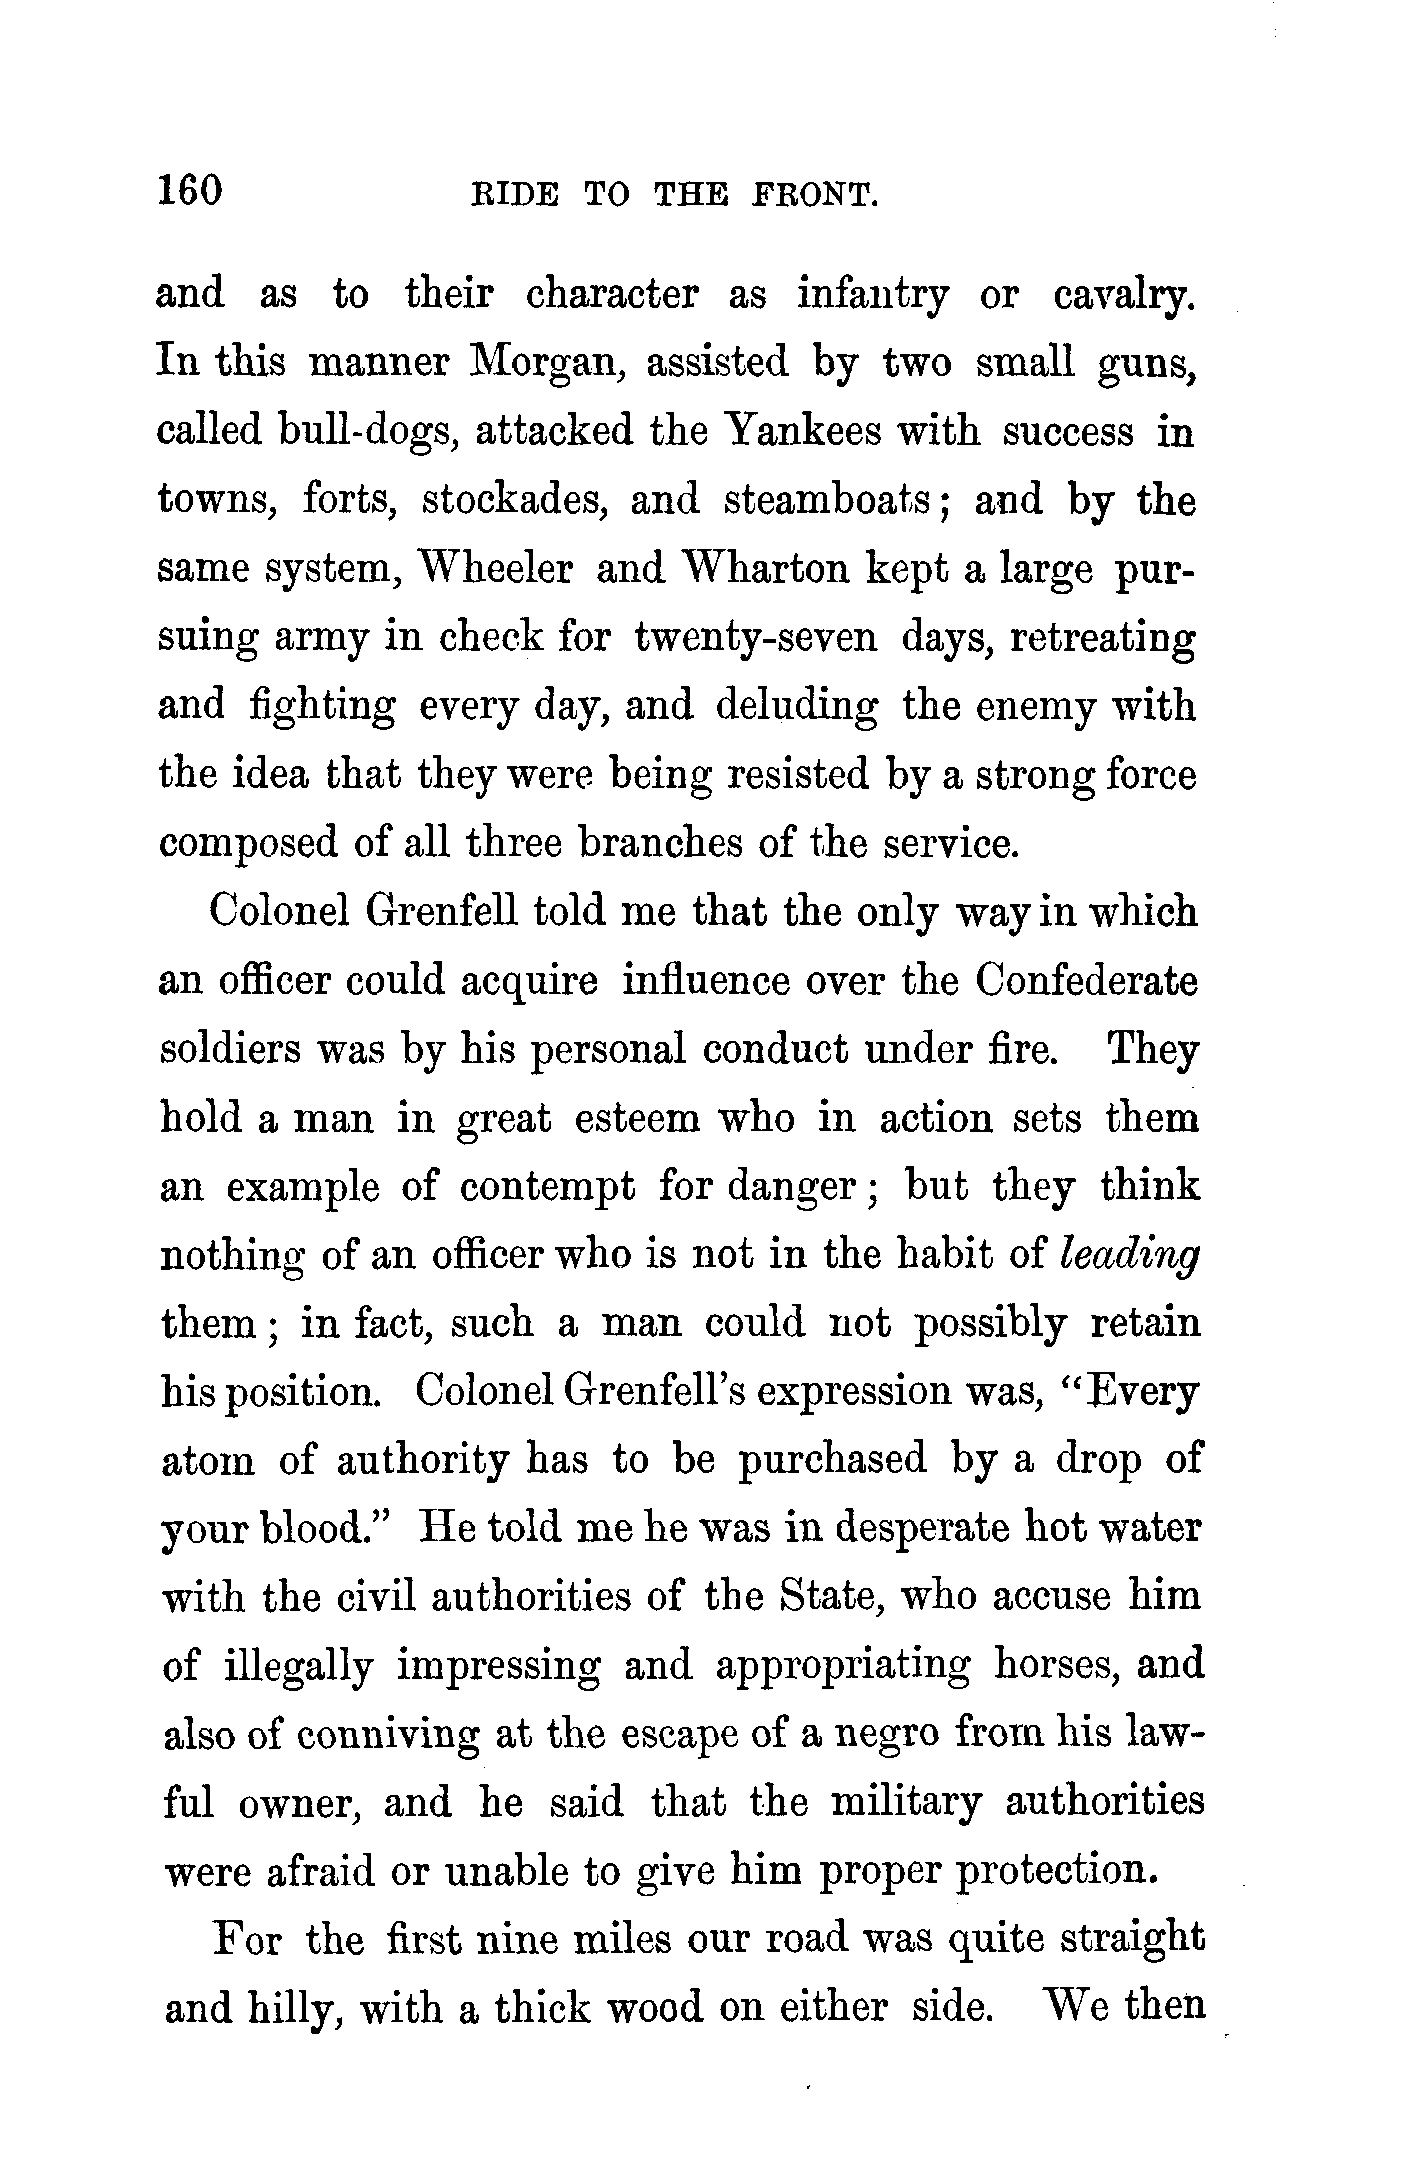 160 RIDE TO THE FRONT.
and as to their character as infantry or cavalry.
In this manner Morgan, assisted by two small guns,
called bull-dogs, attacked the Yankees with success in
towns, forts, stockades, and steamboats; and by the
same system, Wheeler and Wharton kept a large pur-
suing army in check for twenty-seven days, retreating
and fighting every day, and deluding the enemy with
the idea that they were being resisted by a strong force
composed of all three branches of the service.
Colonel Grenfell told me that the only way in which
an officer could acquire influence over the Confederate
soldiers was by his personal conduct under fire. They
hold a man in great esteem who in action sets them
an example of contempt for danger; but they think
nothing of an officer who is not in the habit of leading
them; in fact, such a man could not possibly retain
his position. Colonel Grenfell's expression was, "Every
atom of authority has to be purchased by a drop of
your blood." He told me he was in desperate hot water
with the civil authorities of the State, who accuse him
of illegally impressing and appropriating horses, and
also of conniving at the escape of a negro from his law-
ful owner, and he said that the military authorities
were afraid or unable to give him proper protection.
For the first nine miles our road was quite straight
and hilly, with a thick wood on either side. We then